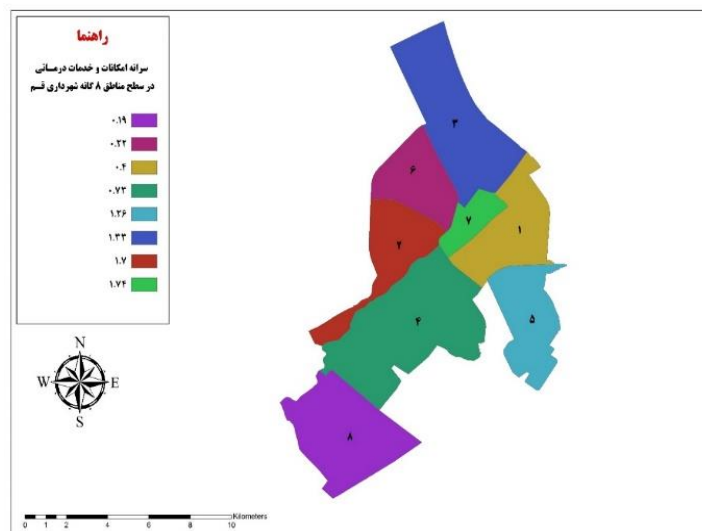 راهنما
سرانه امکانات و خدمات درمانی
در سطح مناطق ۸ گانه شهرداری قم
۰.۱۹
۰.۲۲
۰.۴
۰.۷۳
۱.۲۶
۱.۳۳
۱.۷
۱.۷۴
۳
۶
۷
۱
۲
۴
۵
۸
N
W E
S
0 1 2 4 6 8 10 Kilometers